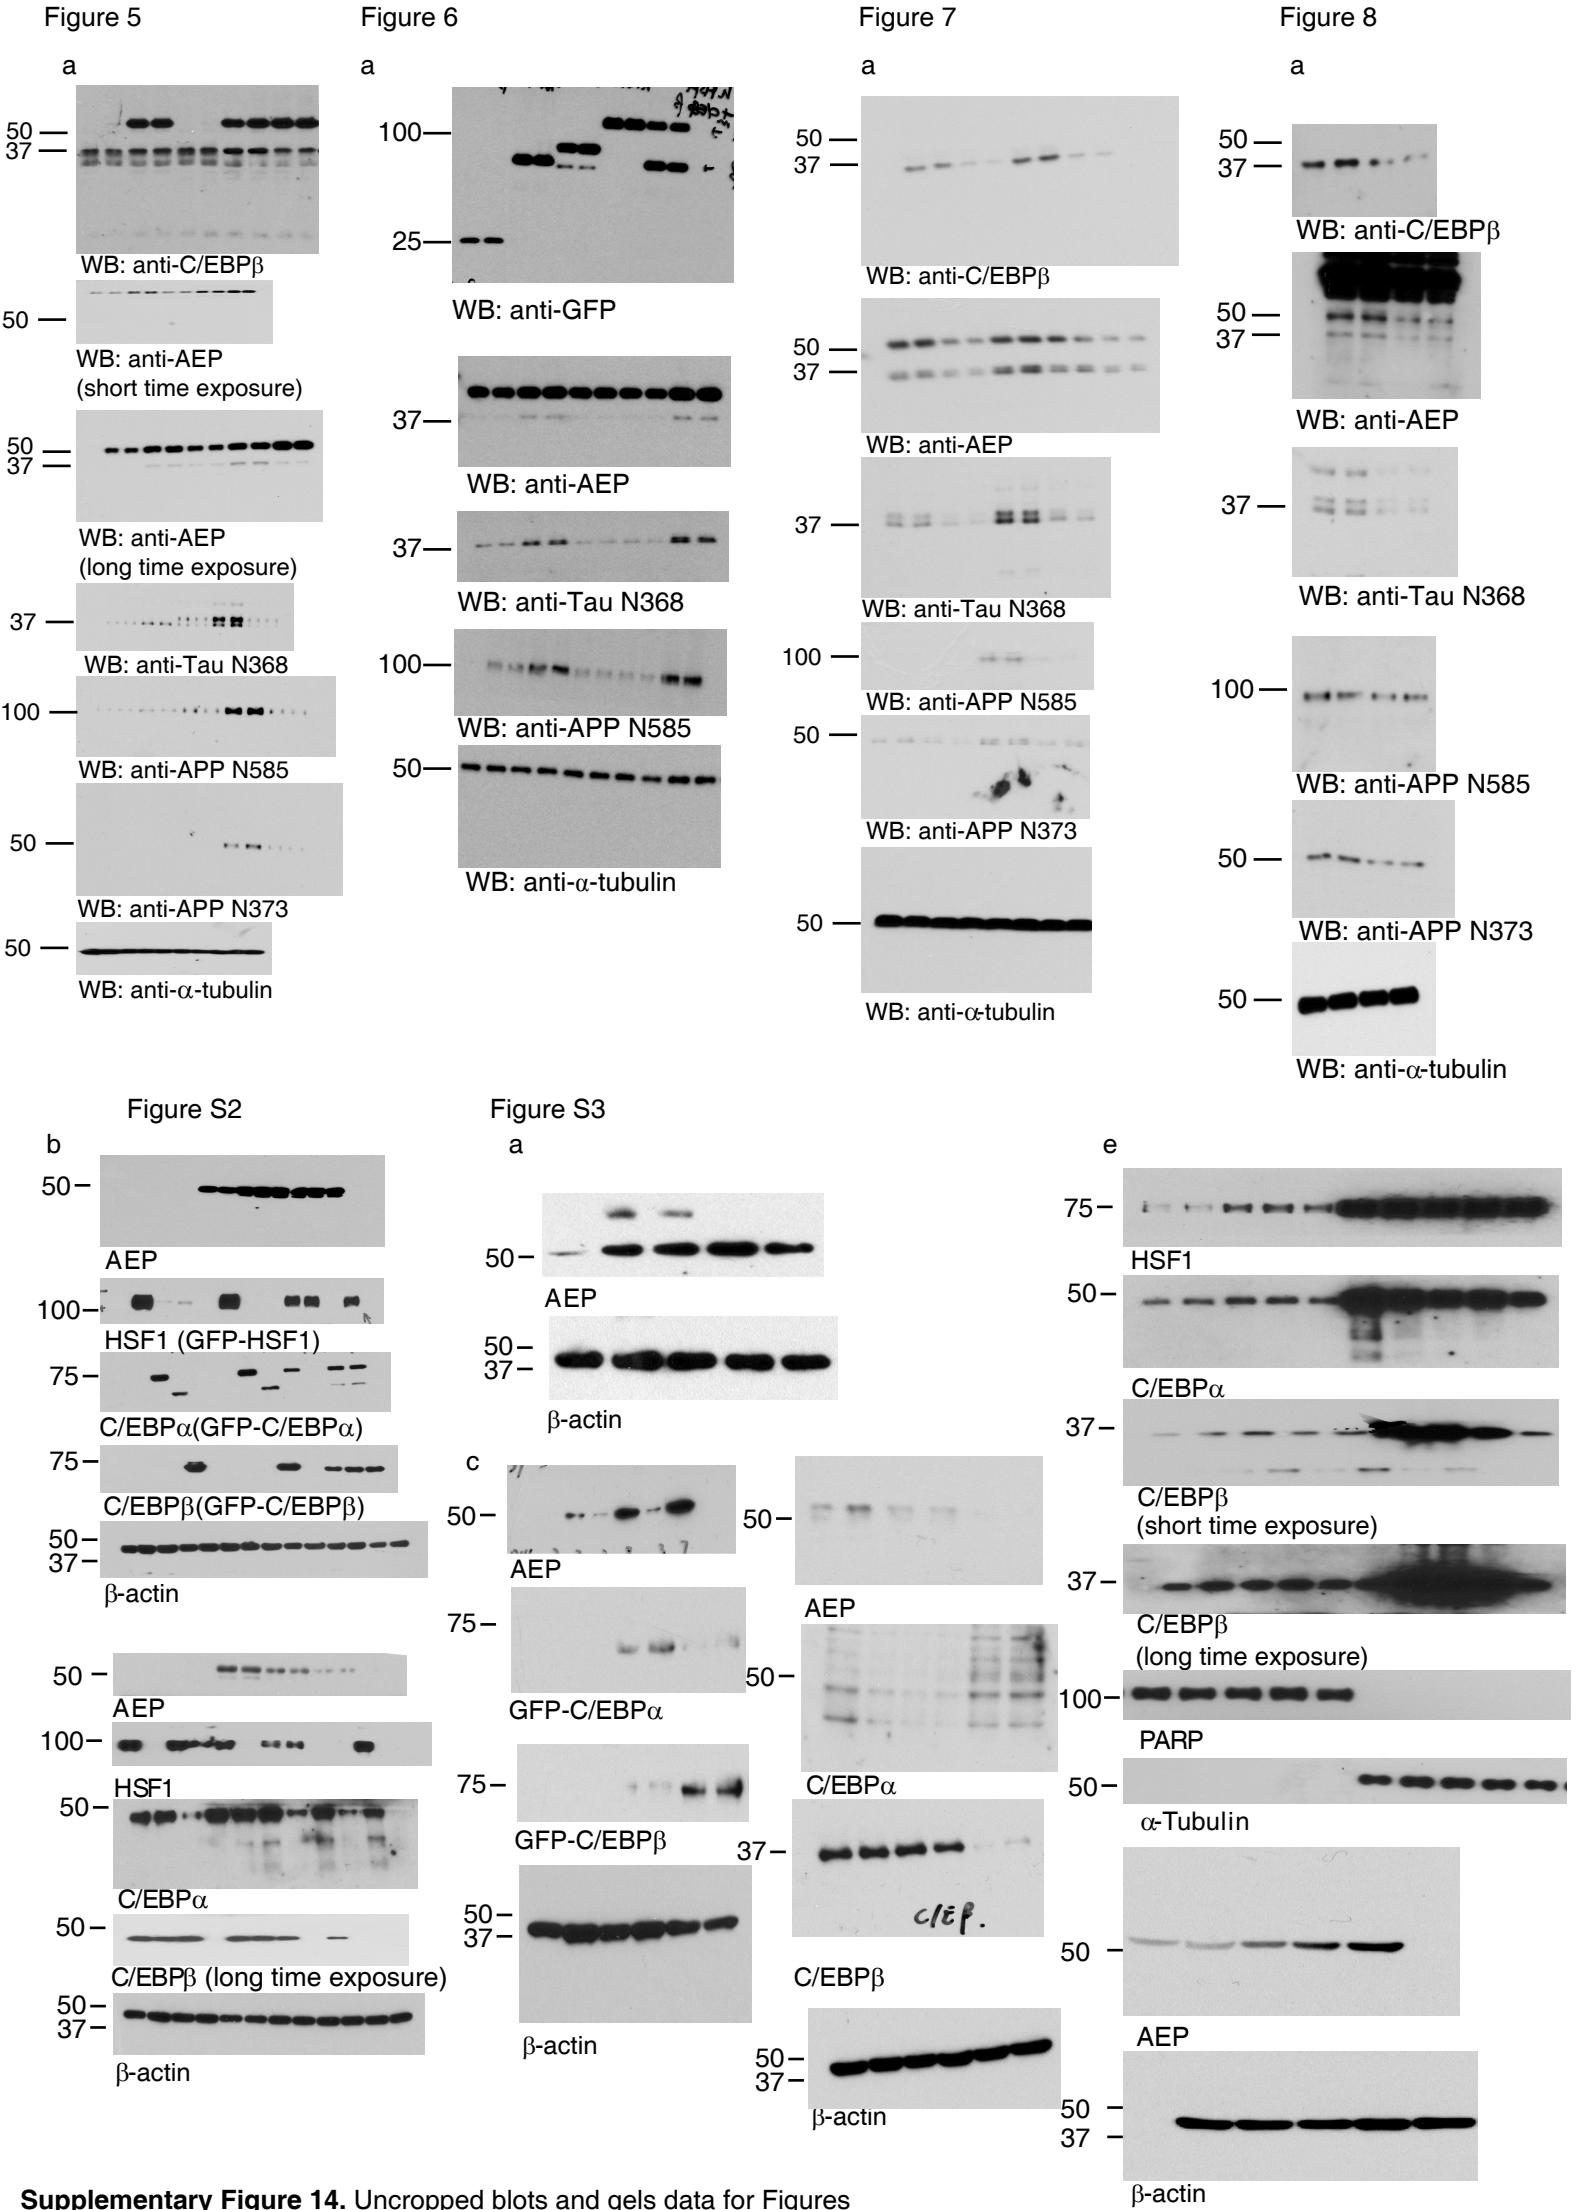 Figure 5
a
50
37
WB: anti-C/EBPβ
50
WB: anti-AEP
(short time exposure)
50
37
WB: anti-AEP
(long time exposure)
37
WB: anti-Tau N368
100
WB: anti-APP N585
50
WB: anti-APP N373
50
WB: anti-α-tubulin
Figure 6
a
100
25
WB: anti-GFP
37
WB: anti-AEP
37
WB: anti-Tau N368
100
WB: anti-APP N585
50
WB: anti-α-tubulin
Figure 7
a
50
37
WB: anti-C/EBPβ
50
37
WB: anti-AEP
37
WB: anti-Tau N368
100
WB: anti-APP N585
50
WB: anti-APP N373
50
WB: anti-α-tubulin
Figure 8
a
50
37
WB: anti-C/EBPβ
50
37
WB: anti-AEP
37
WB: anti-Tau N368
100
WB: anti-APP N585
50
WB: anti-APP N373
50
WB: anti-α-tubulin
Figure S2
b
50
AEP
100
HSF1 (GFP-HSF1)
75
C/EBPα(GFP-C/EBPα)
75
C/EBPβ(GFP-C/EBPβ)
50
37
β-actin
50
AEP
100
HSF1
50
C/EBPα
50
C/EBPβ (long time exposure)
50
37
β-actin
Figure S3
a
50
AEP
50
37
β-actin
c
50
AEP
75
GFP-C/EBPα
75
GFP-C/EBPβ
50
37
β-actin
50
AEP
50
C/EBPα
37
C/Eβ.
C/EBPβ
50
37
β-actin
e
75
HSF1
50
C/EBPα
37
C/EBPβ
(short time exposure)
37
C/EBPβ
(long time exposure)
100
PARP
50
α-Tubulin
50
AEP
50
37
β-actin
Supplementary Figure 14. Uncropped blots and gels data for Figures